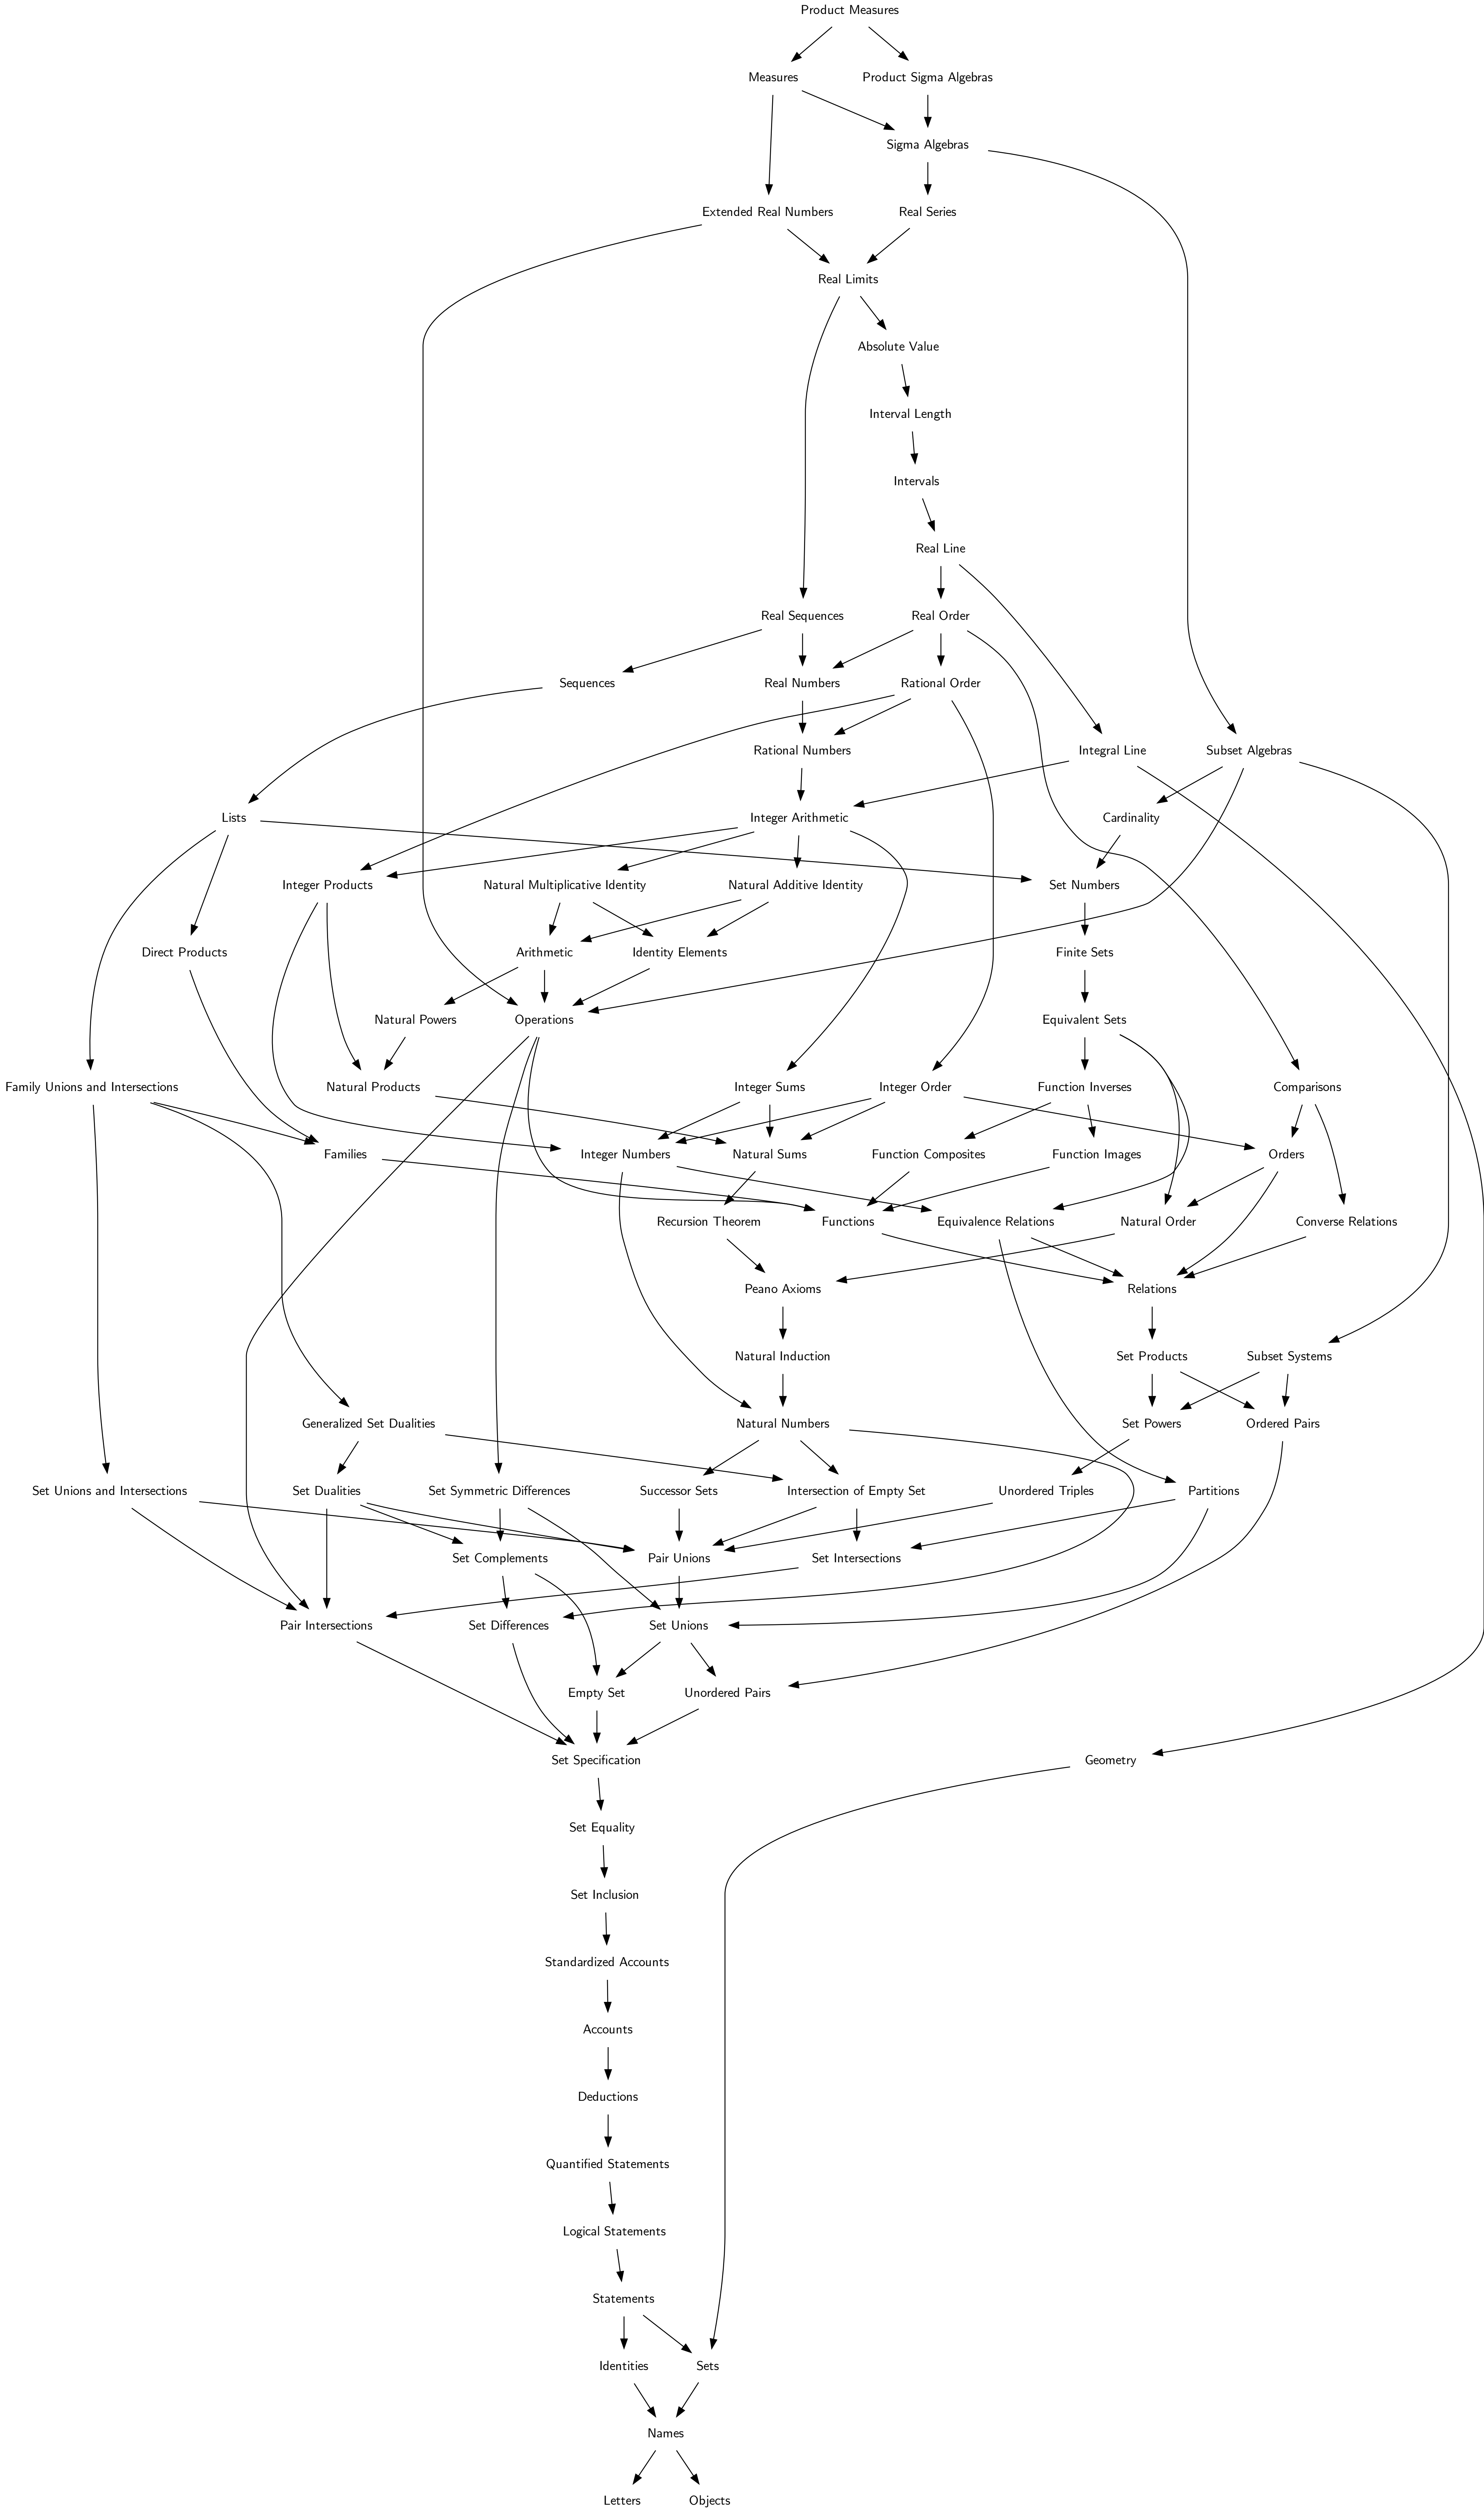 Product Measures
Measures
Product Sigma Algebras
Sigma Algebras
Extended Real Numbers
Real Series
Real Limits
Absolute Value
Interval Length
Intervals
Real Line
Real Sequences
Real Order
Sequences
Real Numbers
Rational Order
Rational Numbers
Integral Line
Subset Algebras
Lists
Integer Arithmetic
Cardinality
Integer Products
Natural Multiplicative Identity
Natural Additive Identity
Set Numbers
Direct Products
Arithmetic
Identity Elements
Finite Sets
Natural Powers
Operations
Equivalent Sets
Family Unions and Intersections
Natural Products
Integer Sums
Integer Order
Function Inverses
Comparisons
Families
Integer Numbers
Natural Sums
Function Composites
Function Images
Orders
Recursion Theorem
Functions
Equivalence Relations
Natural Order
Converse Relations
Peano Axioms
Relations
Natural Induction
Set Products
Subset Systems
Generalized Set Dualities
Natural Numbers
Set Powers
Ordered Pairs
Set Unions and Intersections
Set Dualities
Set Symmetric Differences
Successor Sets
Intersection of Empty Set
Unordered Triples
Partitions
Set Complements
Pair Unions
Set Intersections
Pair Intersections
Set Differences
Set Unions
Empty Set
Unordered Pairs
Set Specification
Geometry
Set Equality
Set Inclusion
Standardized Accounts
Accounts
Deductions
Quantified Statements
Logical Statements
Statements
Identities
Sets
Names
Letters
Objects